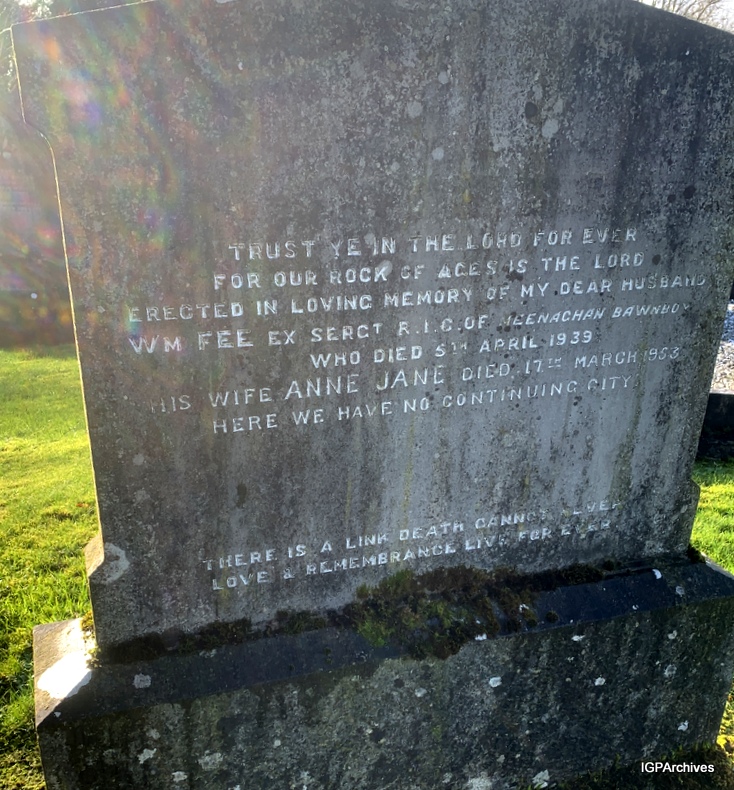 TRUST YE IN THE LORD FOR EVER
FOR OUR ROCK OF AGES IS THE LORD
ERECTED IN LOVING MEMORY OF MY DEAR HUSBAND
WM FEE EX SERGT R.I.C. OF HEENAGHAN BAWNBOY
WHO DIED 5TH APRIL 1939
HIS WIFE ANNE JANE DIED 17TH MARCH 1953
HERE WE HAVE NO CONTINUING CITY
THERE IS A LINK DEATH CANNOT SEVER
LOVE & REMEMBRANCE LIVE FOR EVER
IGPArchives